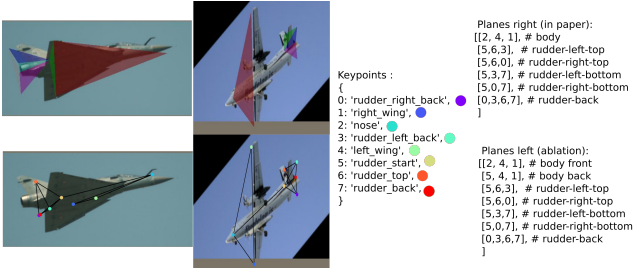 Keypoints :
{
0: 'rudder_right_back',
1: 'right_wing',
2: 'nose',
3: 'rudder_left_back',
4: 'left_wing',
5: 'rudder_start',
6: 'rudder_top',
7: 'rudder_back',
}
Planes right (in paper):
[[2, 4, 1], # body
[5,6,3], # rudder-left-top
[5,6,0], # rudder-right-top
[5,3,7], # rudder-left-bottom
[5,0,7], # rudder-right-bottom
[0,3,6,7], # rudder-back
]
Planes left (ablation):
[[2, 4, 1], # body front
[5, 4, 1], # body back
[5,6,3], # rudder-left-top
[5,6,0], # rudder-right-top
[5,3,7], # rudder-left-bottom
[5,0,7], # rudder-right-bottom
[0,3,6,7], # rudder-back
]